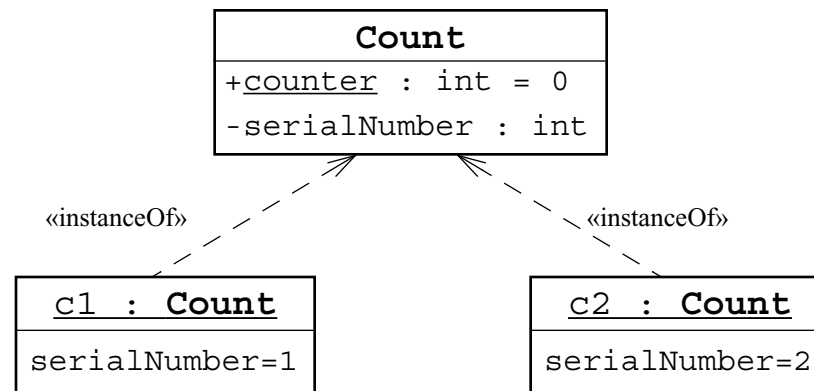 Count
+counter : int = 0
-serialNumber : int
«instanceOf» «instanceOf»
c1 : Count c2 : Count
serialNumber=1 serialNumber=2